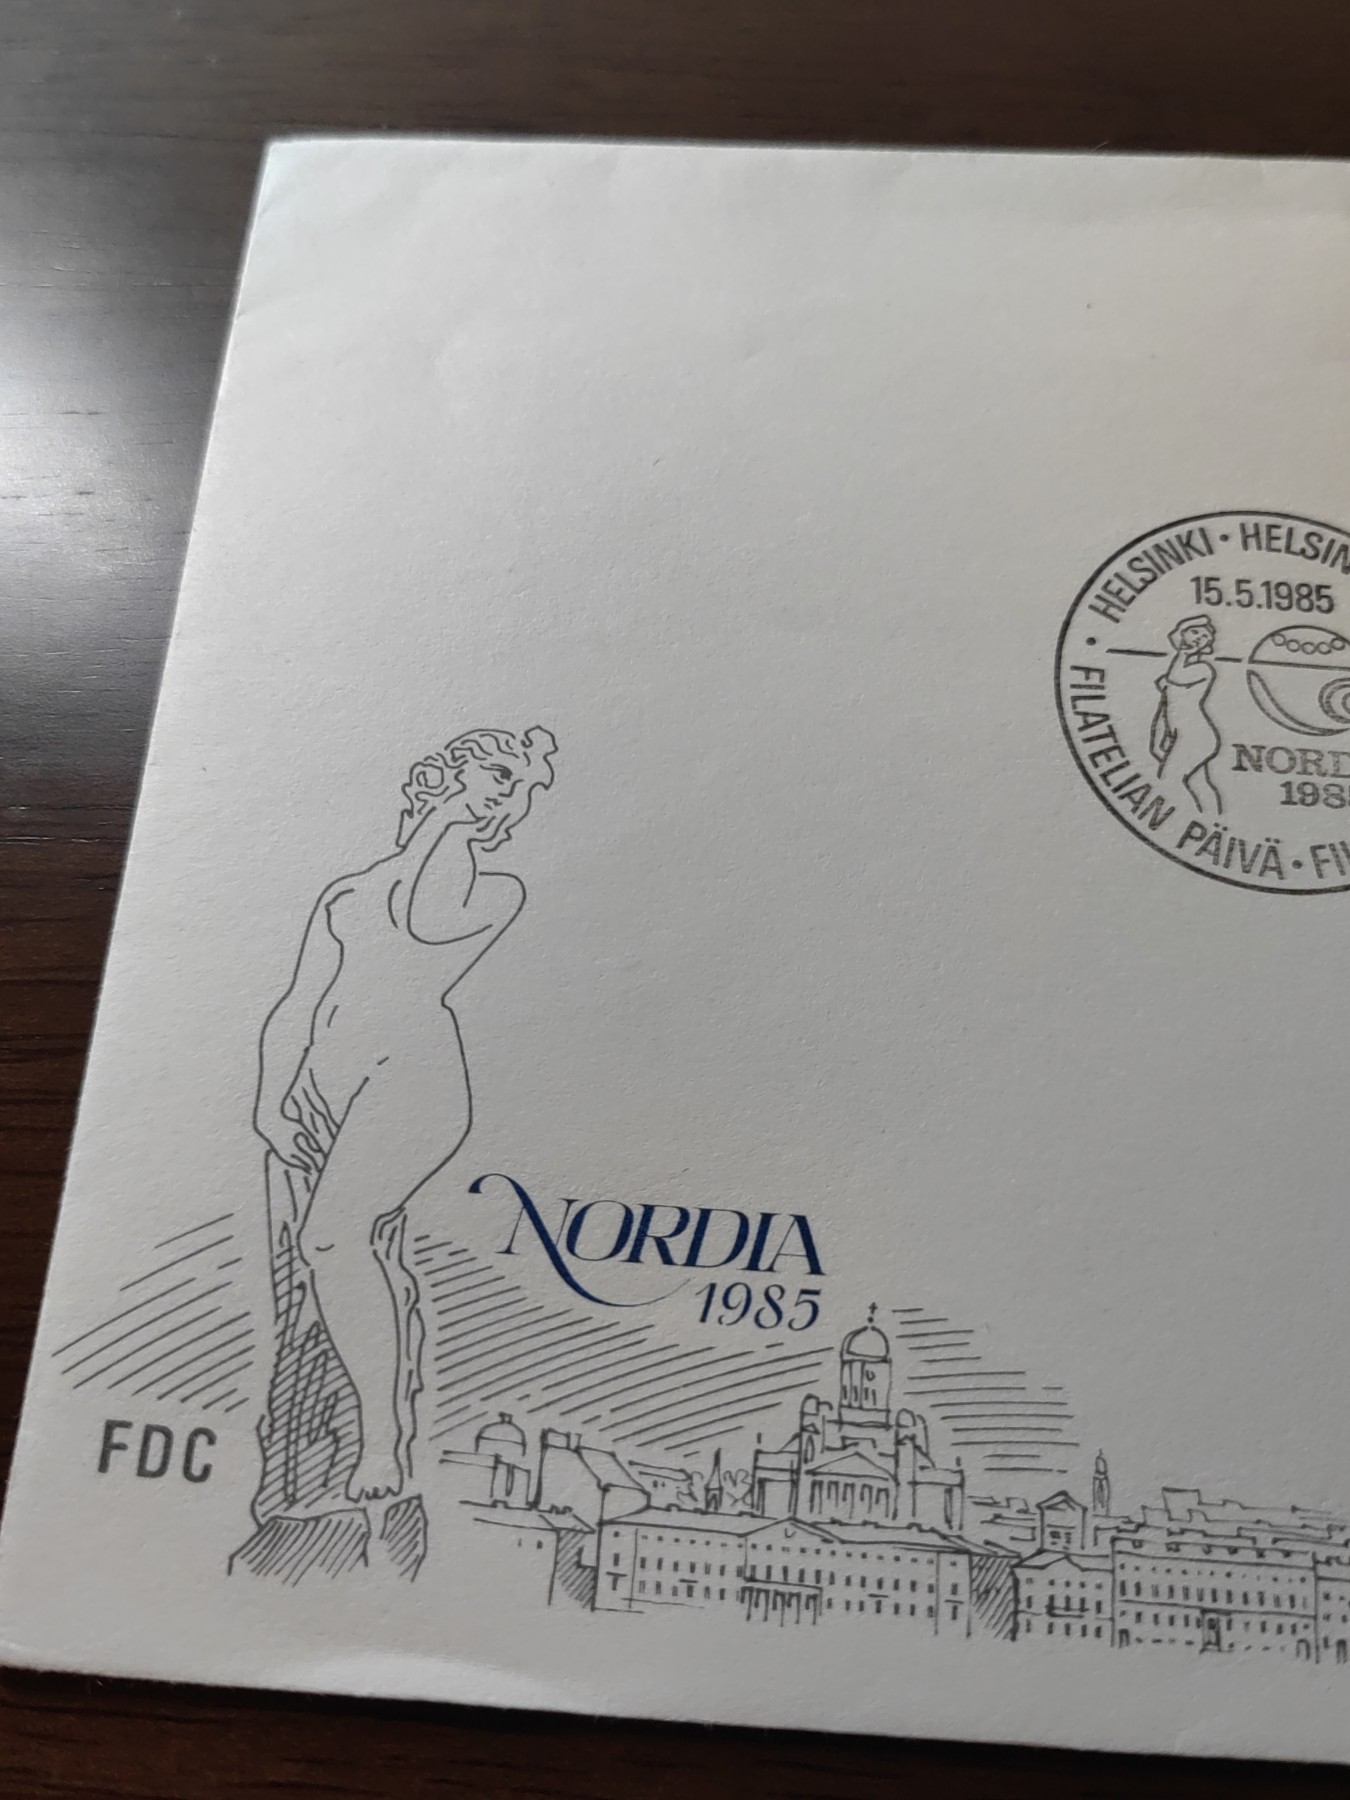 HELSINKI · HELSIN
15.5.1985
NORD
198
· FILATELIAN PÄIVÄ · FI
NORDIA
1985
FDC